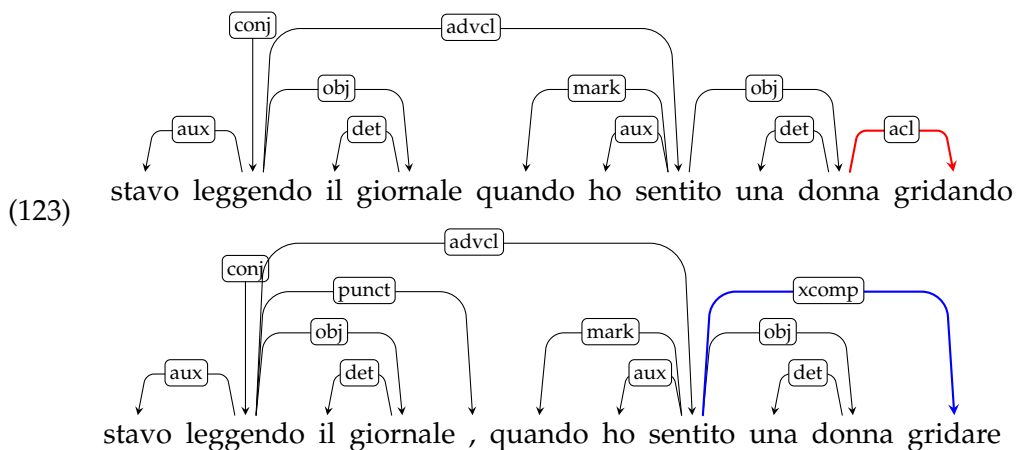 conj advcl
obj mark obj
aux det aux det acl
stavo leggendo il giornale quando ho sentito una donna gridando
(123)
advcl
conj punct xcomp
obj mark obj
aux det aux det
stavo leggendo il giornale , quando ho sentito una donna gridare